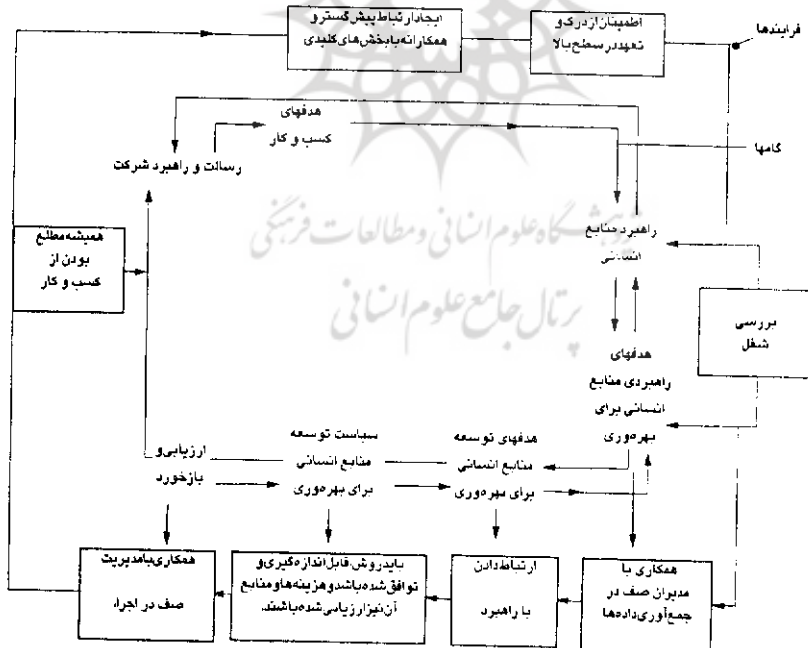 ایجاد ارتباط پیش گستر و
همکارانه با بخش های کلیدی
اطمینان از درک و
تعهد در سطح بالا
فرایندها
هدفهای
کسب و کار
گامها
رسالت و راهبرد شرکت
همیشه مطلع
بودن از
کسب و کار
راهبرد منابع
انسانی
پژوهشگاه علوم انسانی و مطالعات فرهنگی
پرتال جامع علوم انسانی
بررسی
شغل
هدفهای
راهبردی منابع
انسانی برای
بهره‌وری
هدفهای توسعه
منابع انسانی
برای بهره‌وری
سیاست توسعه
منابع انسانی
برای بهره‌وری
ارزیابی و
بازخورد
همکاری با
مدیران صف در
جمع‌آوری داده‌ها
ارتباط دادن
با راهبرد
باید روش، قابل اندازه‌گیری و
توافق شده باشد و هزینه‌ها و منابع
آن نیز ارزیابی شده باشند.
همکاری با مدیریت
صف در اجرا.